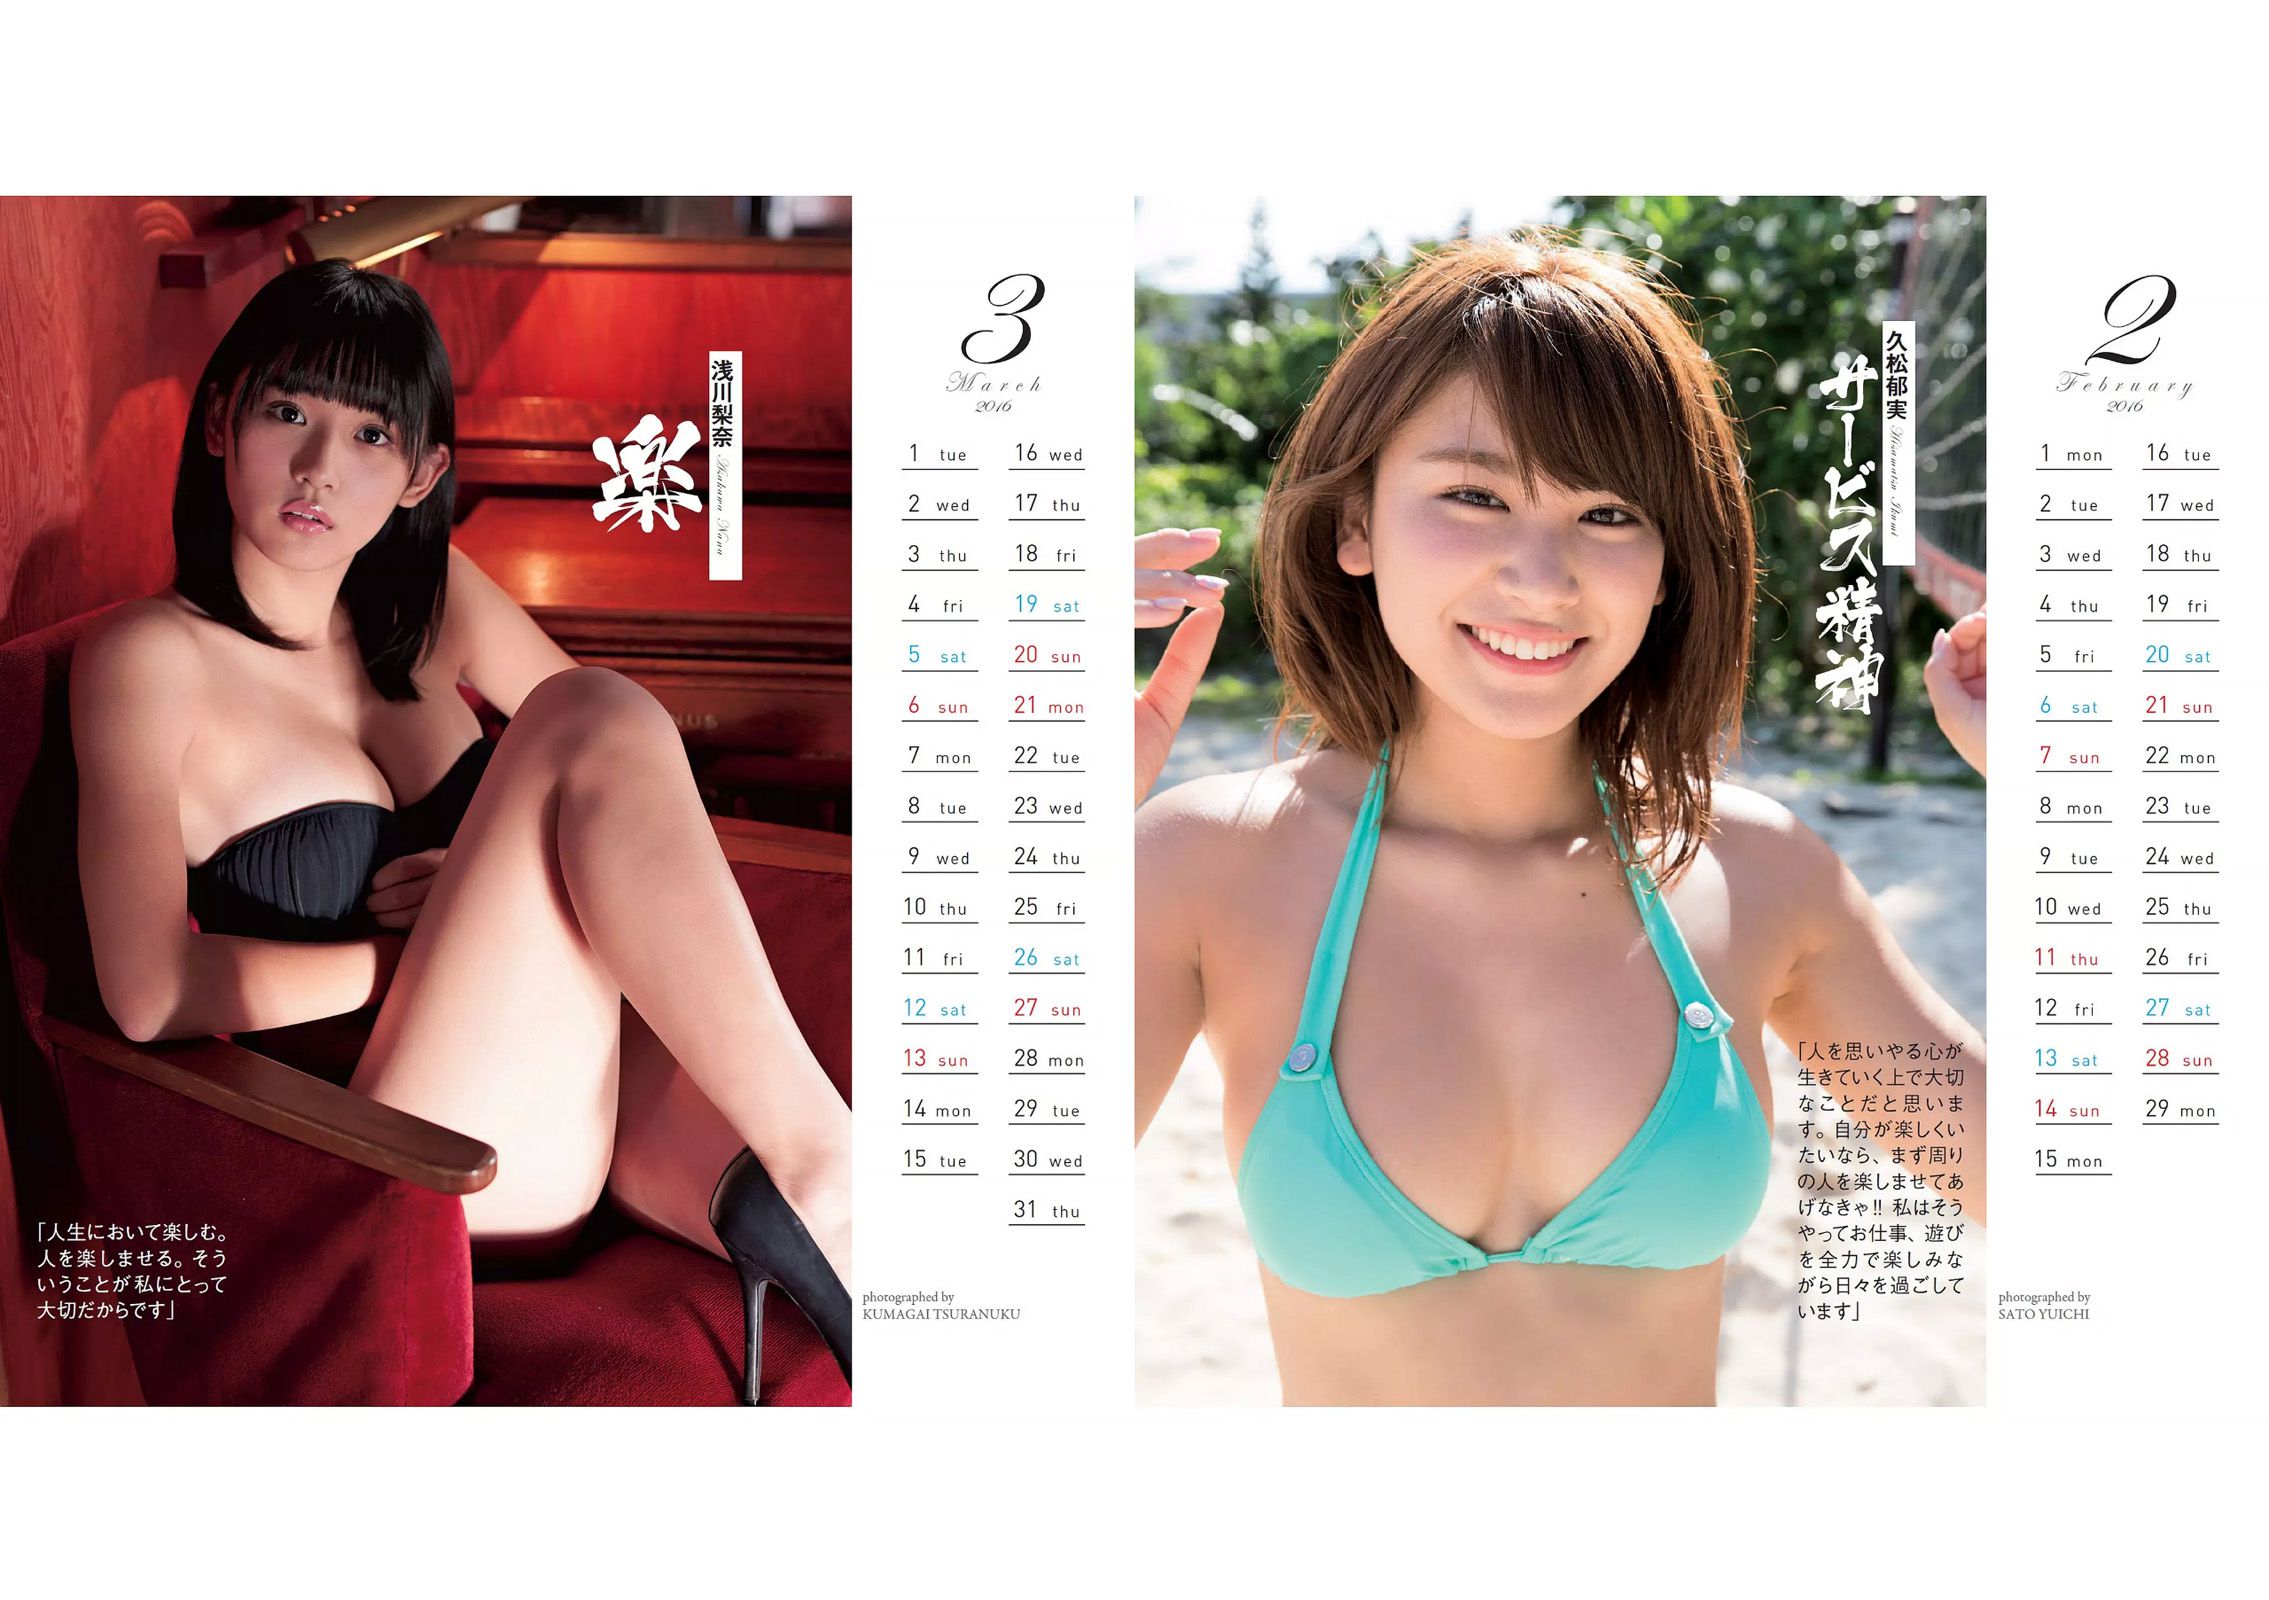 浅川梨奈
Asakawa Nana
楽
「人生において楽しむ。
人を楽しませる。そう
いうことが私にとって
大切だからです」
3
March
2016
1 tue 16 wed
2 wed 17 thu
3 thu 18 fri
4 fri 19 sat
5 sat 20 sun
6 sun 21 mon
7 mon 22 tue
8 tue 23 wed
9 wed 24 thu
10 thu 25 fri
11 fri 26 sat
12 sat 27 sun
13 sun 28 mon
14 mon 29 tue
15 tue 30 wed
31 thu
photographed by
KUMAGAI TSURANUKU
久松郁実
Hisamatsu Ikumi
サービス精神
「人を思いやる心が
生きていく上で大切
なことだと思いま
す。自分が楽しくい
たいなら、まず周り
の人を楽しませてあ
げなきゃ!! 私はそう
やってお仕事、遊び
を全力で楽しみな
がら日々を過ごして
います」
2
February
2016
1 mon 16 tue
2 tue 17 wed
3 wed 18 thu
4 thu 19 fri
5 fri 20 sat
6 sat 21 sun
7 sun 22 mon
8 mon 23 tue
9 tue 24 wed
10 wed 25 thu
11 thu 26 fri
12 fri 27 sat
13 sat 28 sun
14 sun 29 mon
15 mon
photographed by
SATO YUICHI